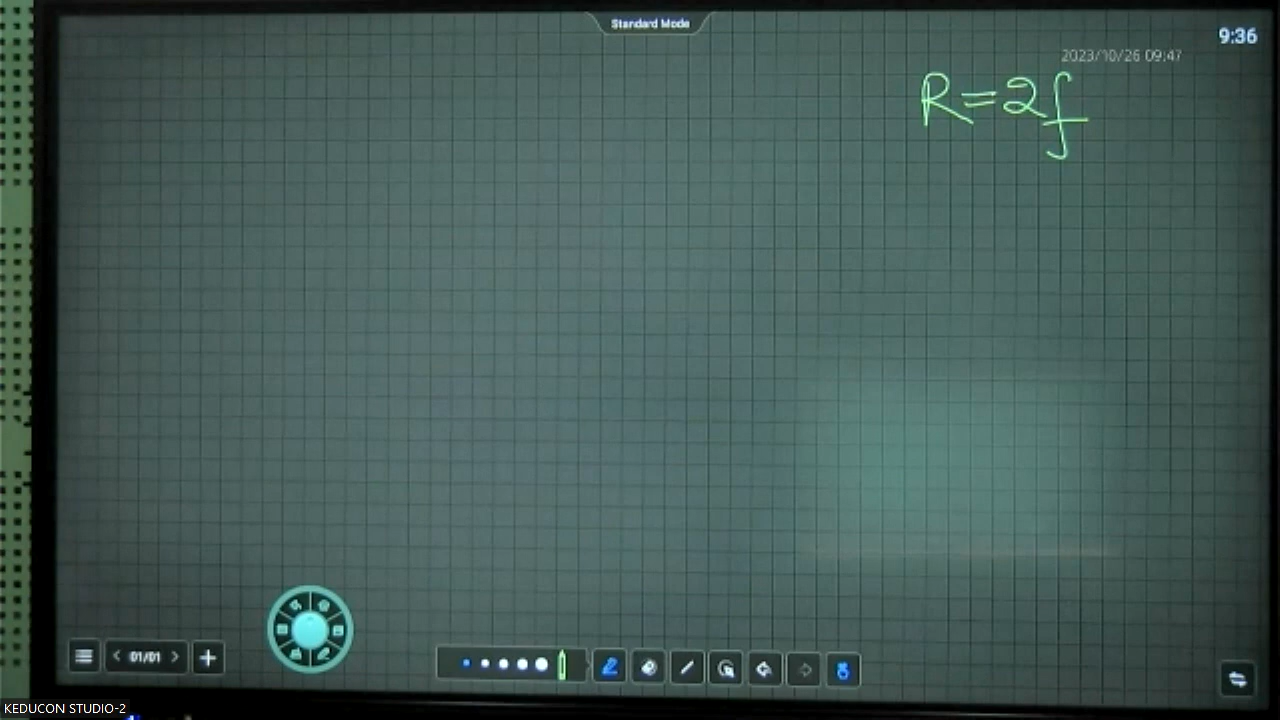 Standard Mode
9:36
2023/10/26 09:47
R=2f
01/01
KEDUCON STUDIO-2